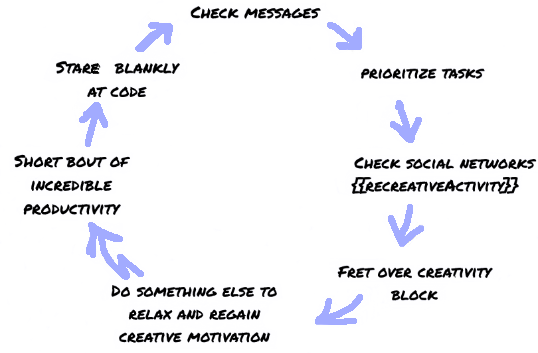 Check messages
prioritize tasks
Check social networks
{{recreativeActivity}}
Fret over creativity
block
Do something else to
relax and regain
creative motivation
Short bout of
incredible
productivity
Stare blankly
at code